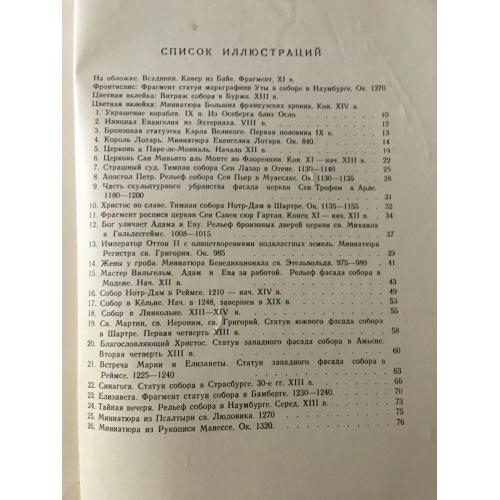 СПИСОК ИЛЛЮСТРАЦИЙ
На обложке. Всадники. Ковер из Байе. Фрагмент. XI в.
Фронтиспис: Фрагмент статуи маркграфини Уты в соборе в Наумбурге. Ок. 1270.
Цветная вклейка: Витраж собора в Бурже. XIII в.
Цветная вклейка: Миниатюра Больших французских хроник. Кон. XIV в.
1. Украшение корабля. IX в. Из Осеберга близ Осло 10
2. Инициал Евангелия из Эхтернаха. VIII в. 12
3. Бронзовая статуэтка Карла Великого. Первая половина IX в. 13
4. Король Лотарь. Миниатюра Евангелия Лотаря. Ок. 840. 14
5. Церковь в Паре-ле-Мониаль. Начало XII в. 19
6. Церковь Сан Миньято аль Монте во Флоренции. Кон. XI — нач. XIII в. 22
7. Страшный суд. Тимпан собора Сен Лазар в Отене. 1130—1140 25
8. Апостол Петр. Рельеф собора Сен Пьер в Муассаке. Ок. 1130 28
9. Часть скульптурного убранства фасада церкви Сен Трофим в Арле.
1180—1200 31
10. Христос во славе. Тимпан собора Нотр-Дам в Шартре. Ок. 1135—1155 32
11. Фрагмент росписи церкви Сен Савен сюр Гартан. Конец XI — нач. XII в. 34
12. Бог уличает Адама и Еву. Рельеф бронзовых дверей церкви св. Михаила
в Гильдесгейме. 1008—1015 37
13. Император Оттон II с олицетворениями подвластных земель. Миниатюра
Регистра св. Григория. Ок. 985 39
14. Жены у гроба. Миниатюра Бенедикционала св. Этельвольда. 975—980 41
15. Мастер Вильгельм. Адам и Ева за работой. Рельеф фасада собора в
Модене. Нач. XII в. 43
16. Собор Нотр-Дам в Реймсе. 1210 — нач. XIV в. 49
17. Собор в Кёльне. Нач. в 1248, завершен в XIX в. 53
18. Собор в Линкольне. XIII—XIV в. 55
19. Св. Мартин, св. Иероним, св. Григорий. Статуи южного фасада собора
в Шартре. Первая четверть XIII в. 58
20. Благословляющий Христос. Статуя западного фасада собора в Амьене.
Вторая четверть XIII в. 60
21. Встреча Марии и Елизаветы. Статуи западного фасада собора в
Реймсе. 1225—1240 63
22. Синагога. Статуя собора в Страсбурге. 30-е гг. XIII в. 66
23. Елизавета. Фрагмент статуи собора в Бамберге. 1230—1240. 70
24. Тайная вечеря. Рельеф собора в Наумбурге. Серед. XIII в. 73
25. Миниатюра из Псалтыри св. Людовика. 1270 75
26. Миниатюра из Рукописи Манессе. Ок. 1320. 76